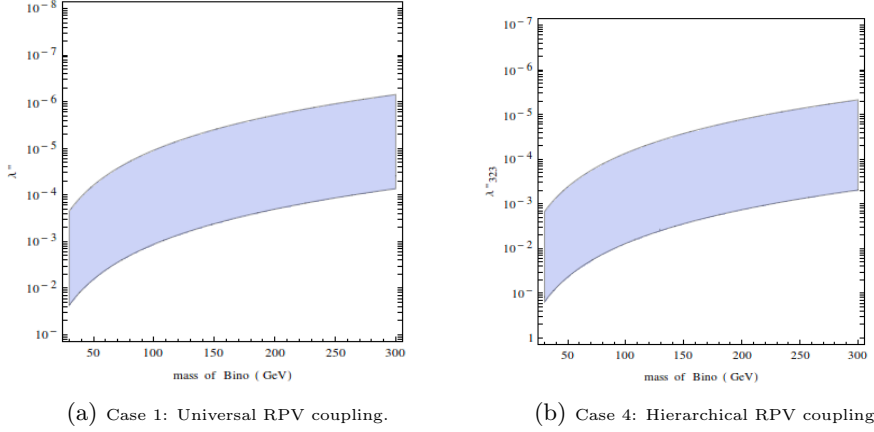 10⁻⁸
10⁻⁷
10⁻⁶
10⁻⁵
10⁻⁴
10⁻³
10⁻²
10⁻
λ"
50 100 150 200 250 300
mass of Bino ( GeV)
(a) Case 1: Universal RPV coupling.
10⁻⁷
10⁻⁶
10⁻⁵
10⁻⁴
10⁻³
10⁻²
10⁻
1
λ"₃₂₃
50 100 150 200 250 300
mass of Bino ( GeV)
(b) Case 4: Hierarchical RPV coupling